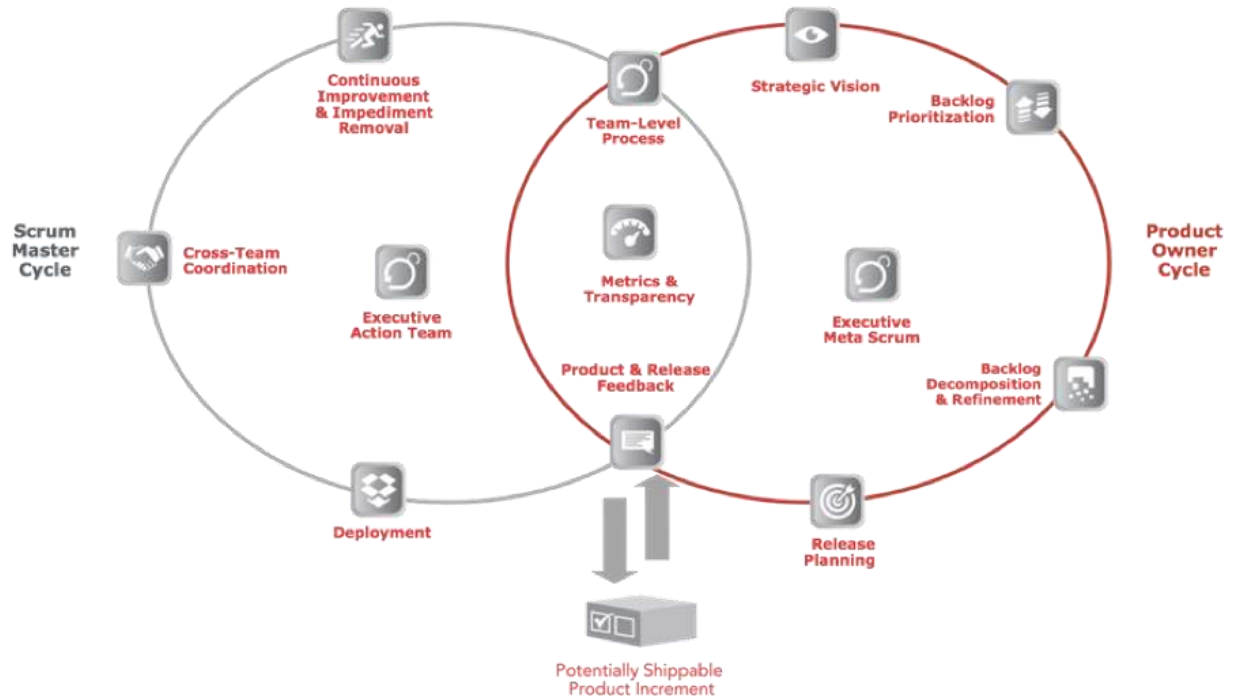 Continuous
Improvement
& Impediment
Removal
Team-Level
Process
Strategic Vision
Backlog
Prioritization
Scrum
Master
Cycle
Cross-Team
Coordination
Executive
Action Team
Metrics &
Transparency
Executive
Meta Scrum
Product
Owner
Cycle
Product & Release
Feedback
Backlog
Decomposition
& Refinement
Deployment
Release
Planning
Potentially Shippable
Product Increment